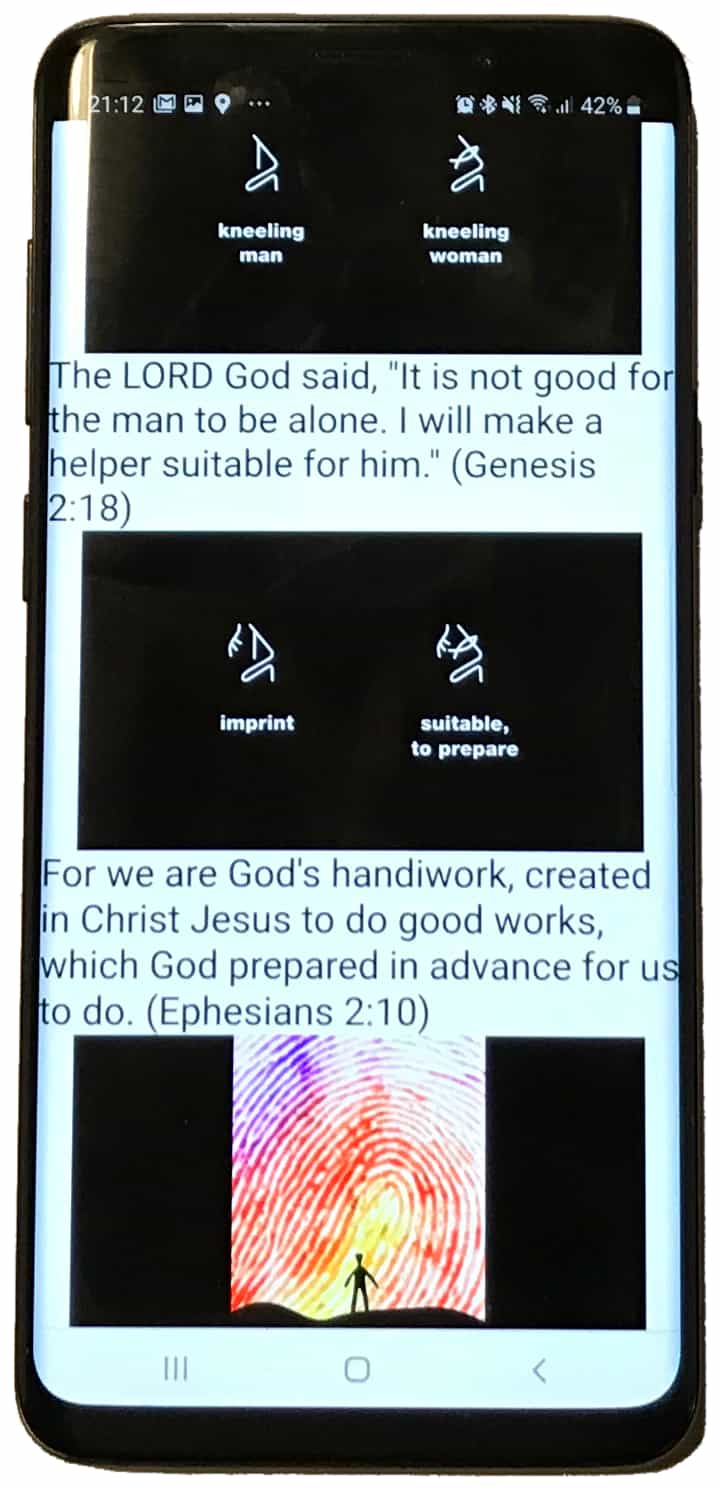 21:12 ... 42%
kneeling kneeling
man woman
The LORD God said, "It is not good for
the man to be alone. I will make a
helper suitable for him." (Genesis
2:18)
imprint suitable,
to prepare
For we are God's handiwork, created
in Christ Jesus to do good works,
which God prepared in advance for us
to do. (Ephesians 2:10)